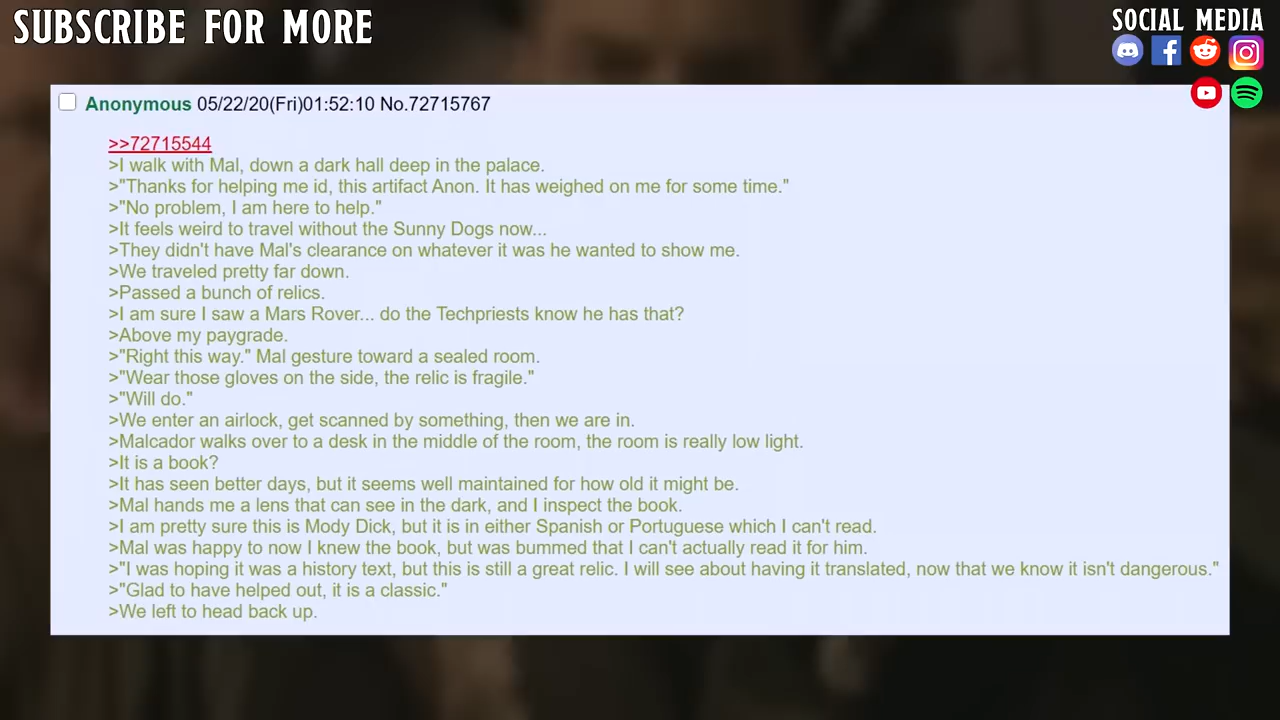 SUBSCRIBE FOR MORE
SOCIAL MEDIA
Anonymous 05/22/20(Fri)01:52:10 No.72715767
>>72715544
>I walk with Mal, down a dark hall deep in the palace.
>"Thanks for helping me id, this artifact Anon. It has weighed on me for some time."
>"No problem, I am here to help."
>It feels weird to travel without the Sunny Dogs now...
>They didn't have Mal's clearance on whatever it was he wanted to show me.
>We traveled pretty far down.
>Passed a bunch of relics.
>I am sure I saw a Mars Rover... do the Techpriests know he has that?
>Above my paygrade.
>"Right this way." Mal gesture toward a sealed room.
>"Wear those gloves on the side, the relic is fragile."
>"Will do."
>We enter an airlock, get scanned by something, then we are in.
>Malcador walks over to a desk in the middle of the room, the room is really low light.
>It is a book?
>It has seen better days, but it seems well maintained for how old it might be.
>Mal hands me a lens that can see in the dark, and I inspect the book.
>I am pretty sure this is Mody Dick, but it is in either Spanish or Portuguese which I can't read.
>Mal was happy to now I knew the book, but was bummed that I can't actually read it for him.
>"I was hoping it was a history text, but this is still a great relic. I will see about having it translated, now that we know it isn't dangerous."
>"Glad to have helped out, it is a classic."
>We left to head back up.